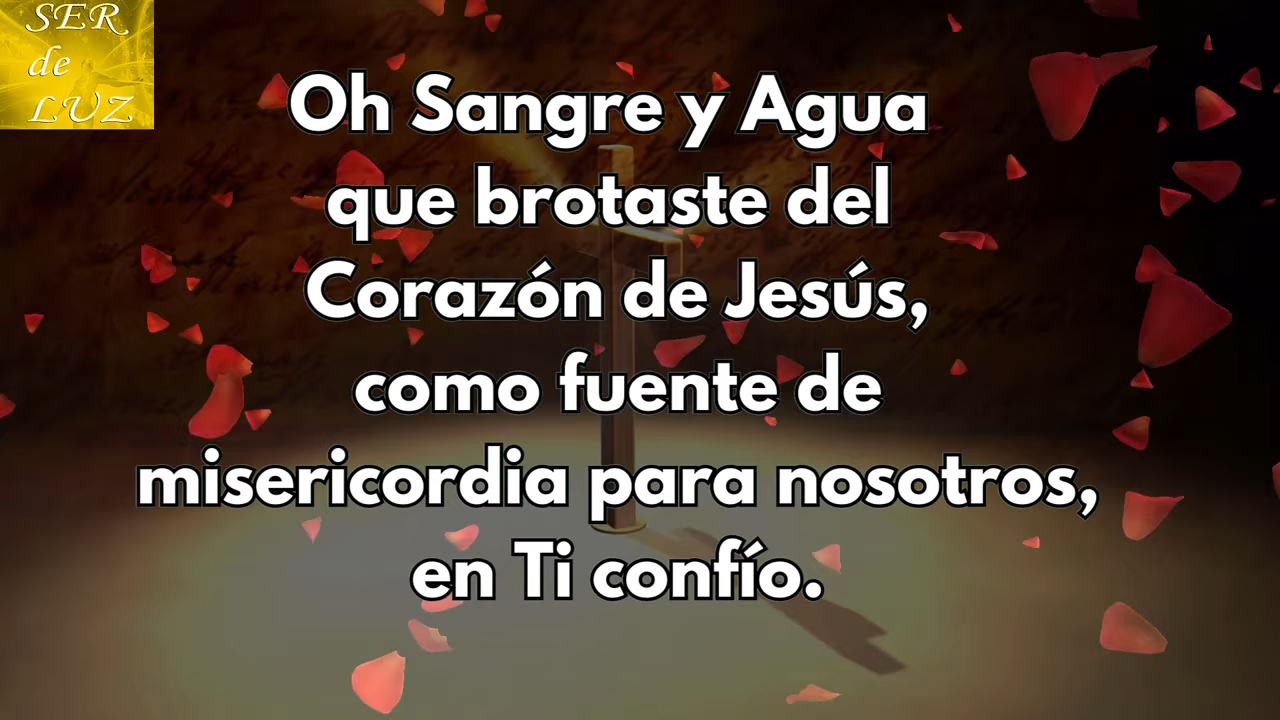 SER
de
LUZ
Oh Sangre y Agua
que brotaste del
Corazón de Jesús,
como fuente de
misericordia para nosotros,
en Ti confío.